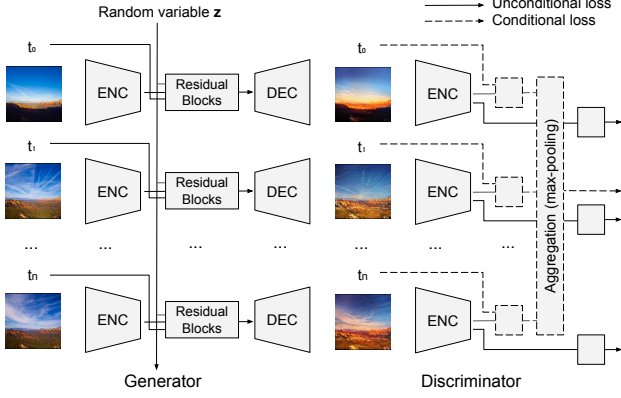 Unconditional loss
Random variable z
Conditional loss
t0
t0
ENC
Residual
Blocks
DEC
ENC
t1
t1
ENC
Residual
Blocks
DEC
ENC
Aggregation (max-pooling)
... ... ... ... ... ... ...
tn
tn
ENC
Residual
Blocks
DEC
ENC
Generator
Discriminator